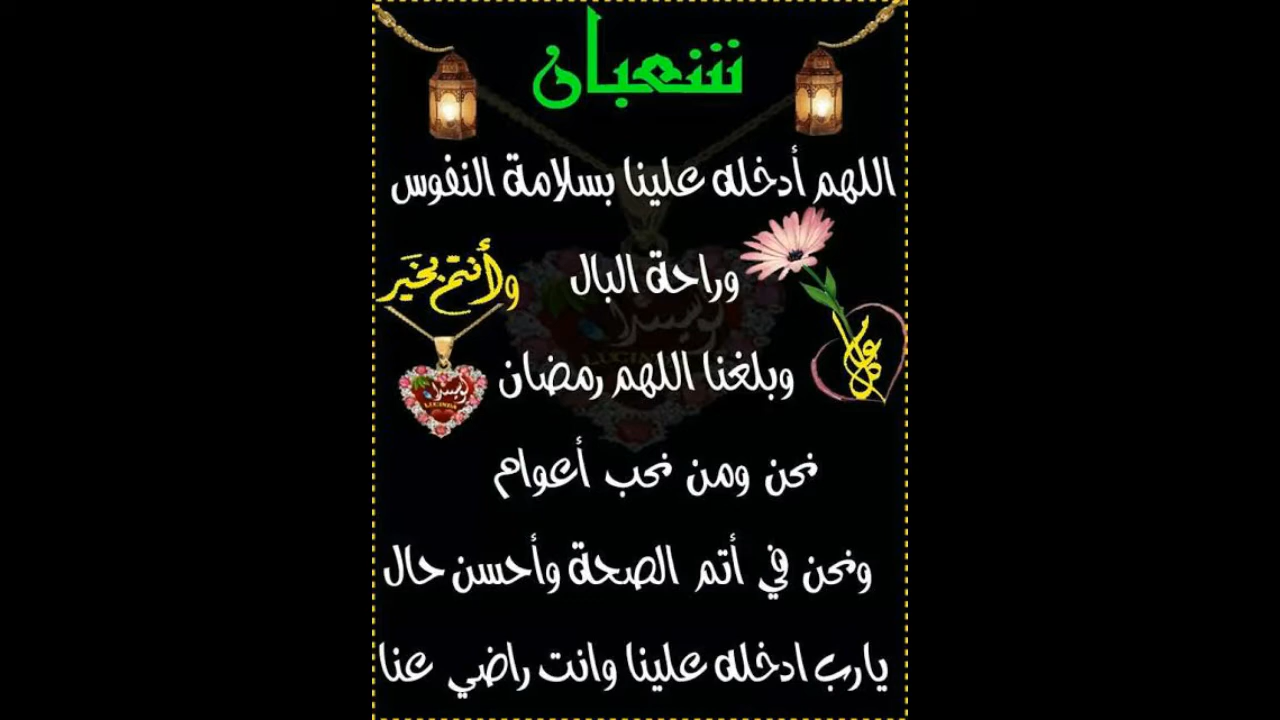 شعبان
اللهم أدخله علينا بسلامة النفوس
وراحة البال
وأنتم بخير
وبلغنا اللهم رمضان
نحن ومن نحب أعوام
ونحن في أتم الصحة وأحسن حال
يارب ادخله علينا وانت راضي عنا
LUCINDA